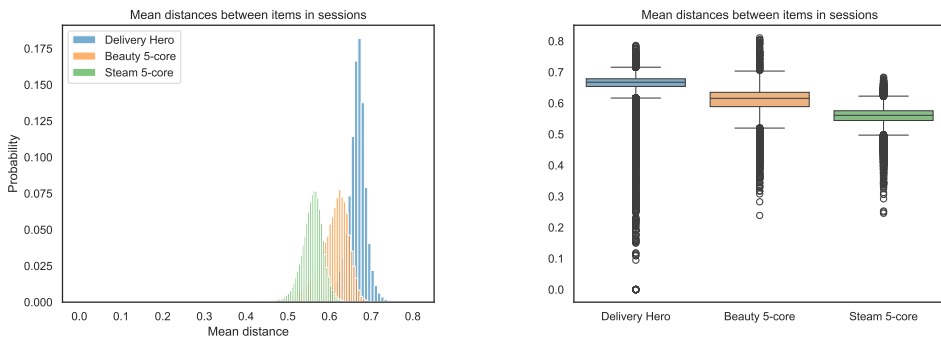 Mean distances between items in sessions
Delivery Hero
Beauty 5-core
Steam 5-core
Probability
0.175
0.150
0.125
0.100
0.075
0.050
0.025
0.000
0.0 0.1 0.2 0.3 0.4 0.5 0.6 0.7 0.8
Mean distance
Mean distances between items in sessions
0.8
0.7
0.6
0.5
0.4
0.3
0.2
0.1
0.0
Delivery Hero Beauty 5-core Steam 5-core